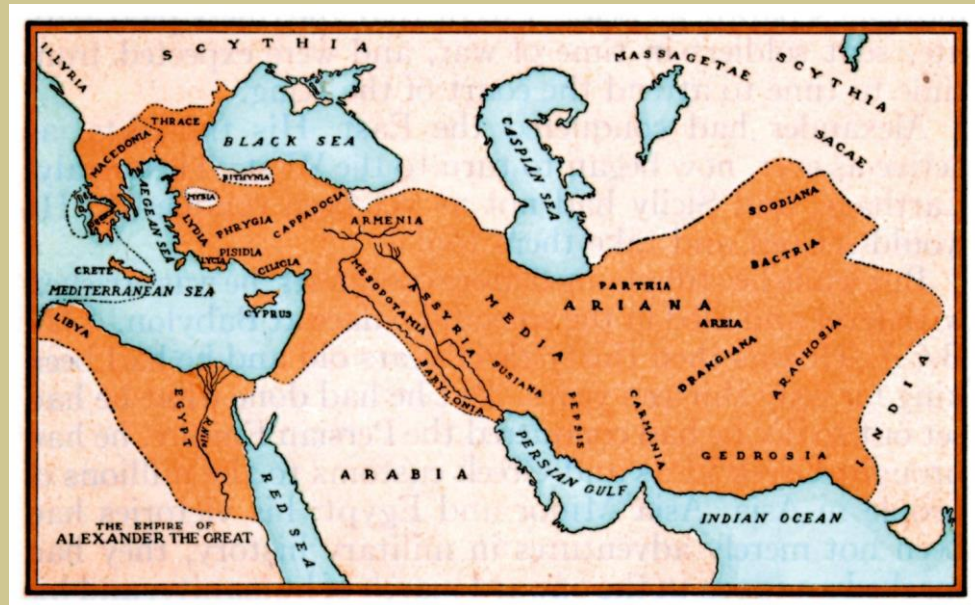 SCYTHIA
ILLYRIA
MASSAGETAE
SCYTHIA
SACAE
THRACE
MACEDONIA
BLACK SEA
CASPIAN SEA
BITHYNIA
MYSIA
AEGEAN SEA
LYDIA
PHRYGIA
CAPPADOCIA
ARMENIA
PISIDIA
LYCIA
CILICIA
CRETE
MEDITERRANEAN SEA
CYPRUS
SOGDIANA
BACTRIA
PARTHIA
ARIANA
AREIA
DRANGIANA
ARACHOSIA
MESOPOTAMIA
ASSYRIA
MEDIA
BABYLONIA
SUSIANA
PEPSIS
CARMANIA
GEDROSIA
INDIA
LIBYA
EGYPT
R. NILE
RED SEA
ARABIA
PERSIAN GULF
INDIAN OCEAN
THE EMPIRE OF
ALEXANDER THE GREAT